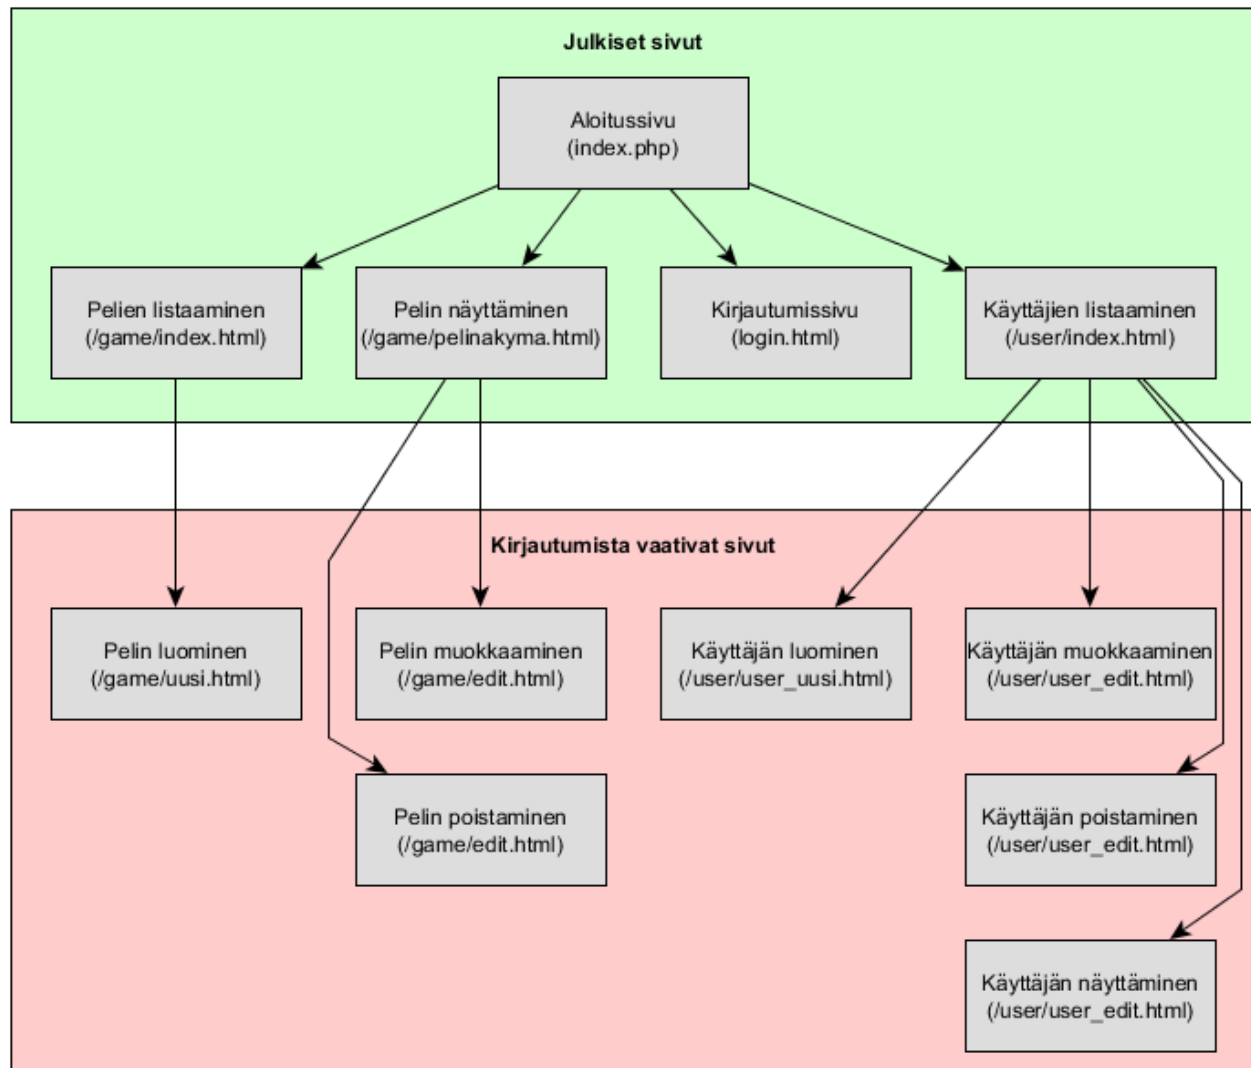 Julkiset sivut
Aloitussivu
(index.php)
Pelien listaaminen
(/game/index.html)
Pelin näyttäminen
(/game/pelinakyma.html)
Kirjautumissivu
(login.html)
Käyttäjien listaaminen
(/user/index.html)
Kirjautumista vaativat sivut
Pelin luominen
(/game/uusi.html)
Pelin muokkaaminen
(/game/edit.html)
Käyttäjän luominen
(/user/user_uusi.html)
Käyttäjän muokkaaminen
(/user/user_edit.html)
Pelin poistaminen
(/game/edit.html)
Käyttäjän poistaminen
(/user/user_edit.html)
Käyttäjän näyttäminen
(/user/user_edit.html)